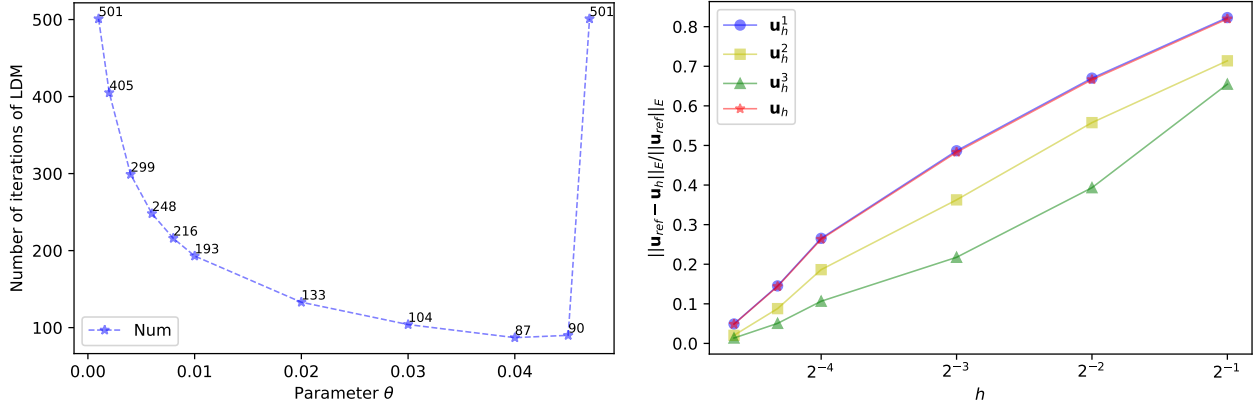 Number of iterations of LDM
500
400
300
200
100
501
405
299
248
216
193
133
104
87
90
501
Num
0.00 0.01 0.02 0.03 0.04
Parameter θ
||𝐮_ref − 𝐮_h||_E/||𝐮_ref||_E
0.8
0.7
0.6
0.5
0.4
0.3
0.2
0.1
0.0
𝐮_h^1
𝐮_h^2
𝐮_h^3
𝐮_h
2⁻⁴ 2⁻³ 2⁻² 2⁻¹
h